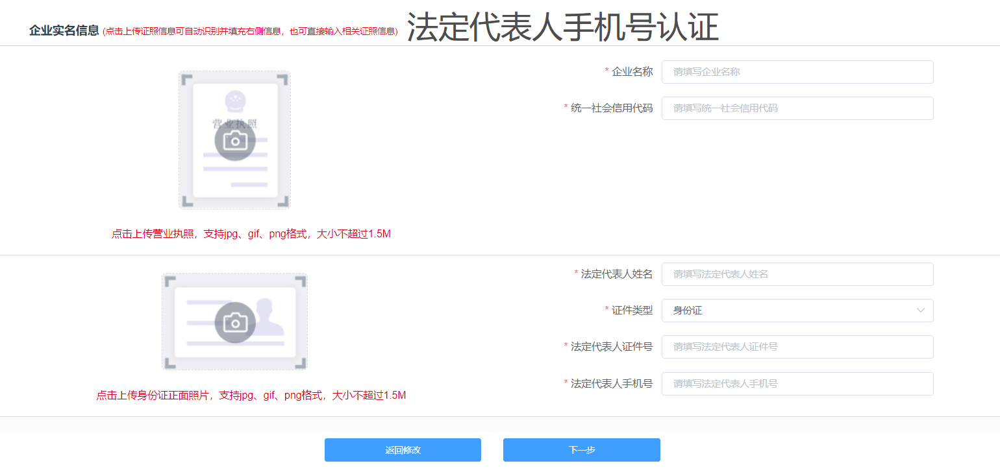 企业实名信息 (点击上传证照信息可自动识别并填充右侧信息，也可直接输入相关证照信息) 法定代表人手机号认证
营业执照
点击上传营业执照，支持jpg、gif、png格式，大小不超过1.5M
* 企业名称 请填写企业名称
* 统一社会信用代码 请填写统一社会信用代码
点击上传身份证正面照片，支持jpg、gif、png格式，大小不超过1.5M
* 法定代表人姓名 请填写法定代表人姓名
* 证件类型 身份证
* 法定代表人证件号 请填写法定代表人证件号
* 法定代表人手机号 请填写法定代表人手机号
返回修改 下一步